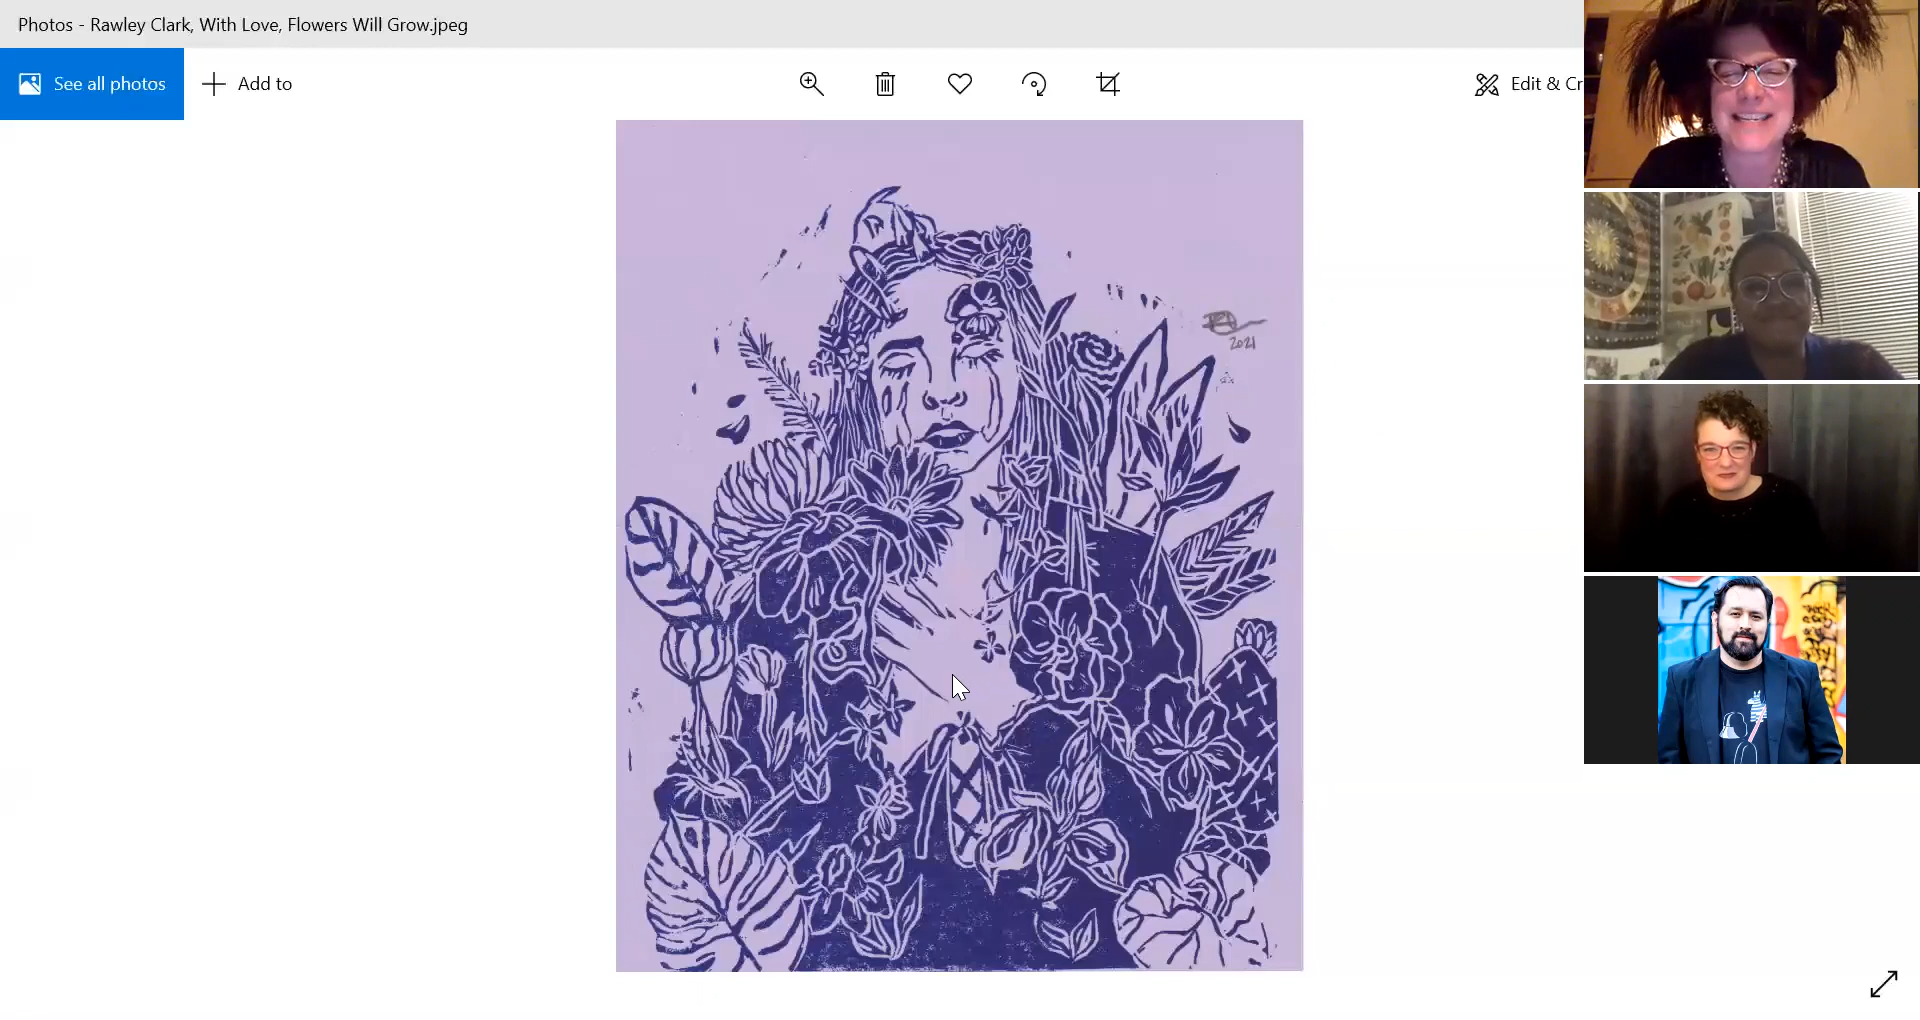 Photos - Rawley Clark, With Love, Flowers Will Grow.jpeg
See all photos
Add to
Edit & Cr
2021